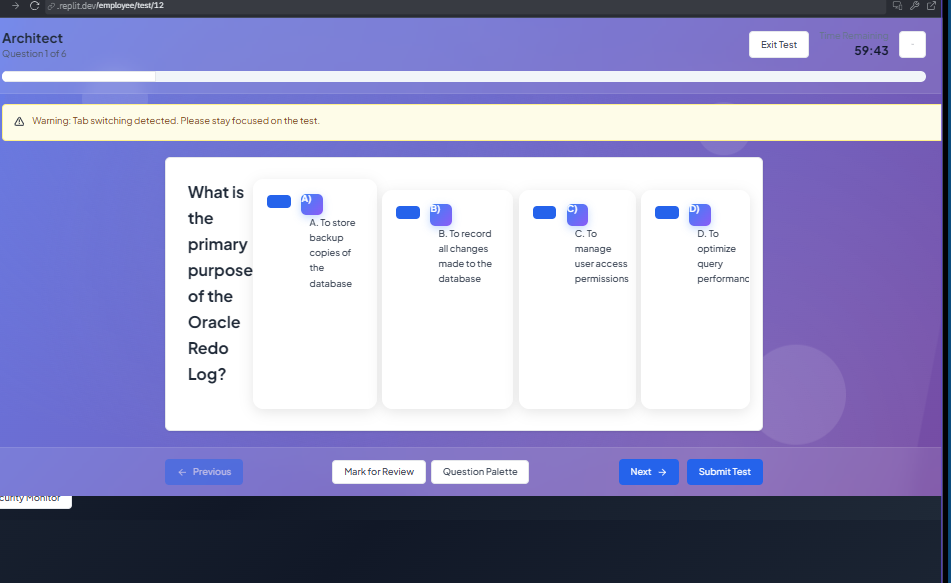 .replit.dev/employee/test/12
Architect
Question 1 of 6
Exit Test
Time Remaining
59:43
Warning: Tab switching detected. Please stay focused on the test.
What is
the
primary
purpose
of the
Oracle
Redo
Log?
A)
A. To store
backup
copies of
the
database
B)
B. To record
all changes
made to the
database
C)
C. To
manage
user access
permissions
D)
D. To
optimize
query
performanc
← Previous
Mark for Review
Question Palette
Next →
Submit Test
curity Monitor